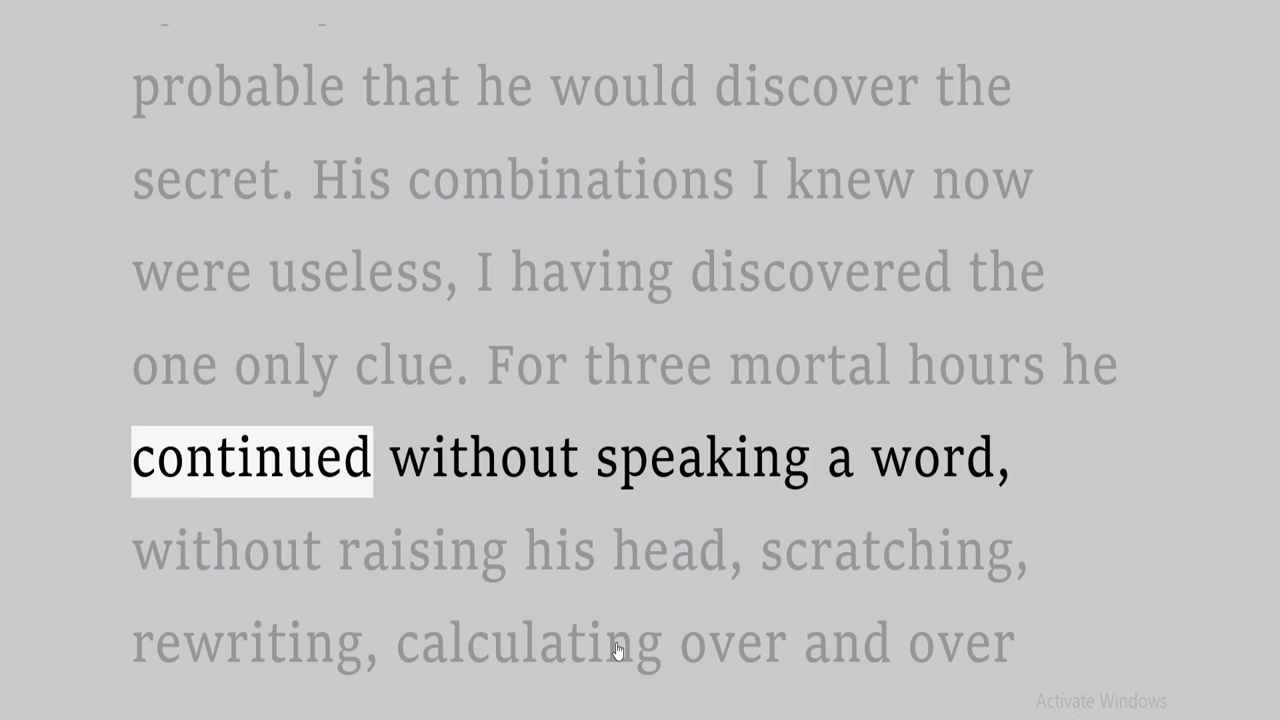 probable that he would discover the
secret. His combinations I knew now
were useless, I having discovered the
one only clue. For three mortal hours he
continued without speaking a word,
without raising his head, scratching,
rewriting, calculating over and over
Activate Windows